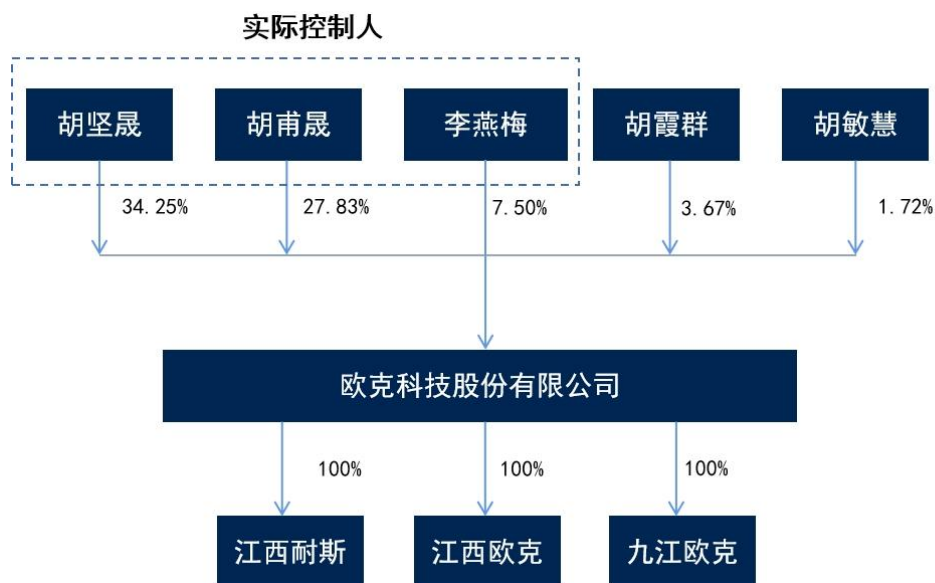 实际控制人
胡坚晟 胡甫晟 李燕梅 胡霞群 胡敏慧
34.25% 27.83% 7.50% 3.67% 1.72%
欧克科技股份有限公司
100% 100% 100%
江西耐斯 江西欧克 九江欧克